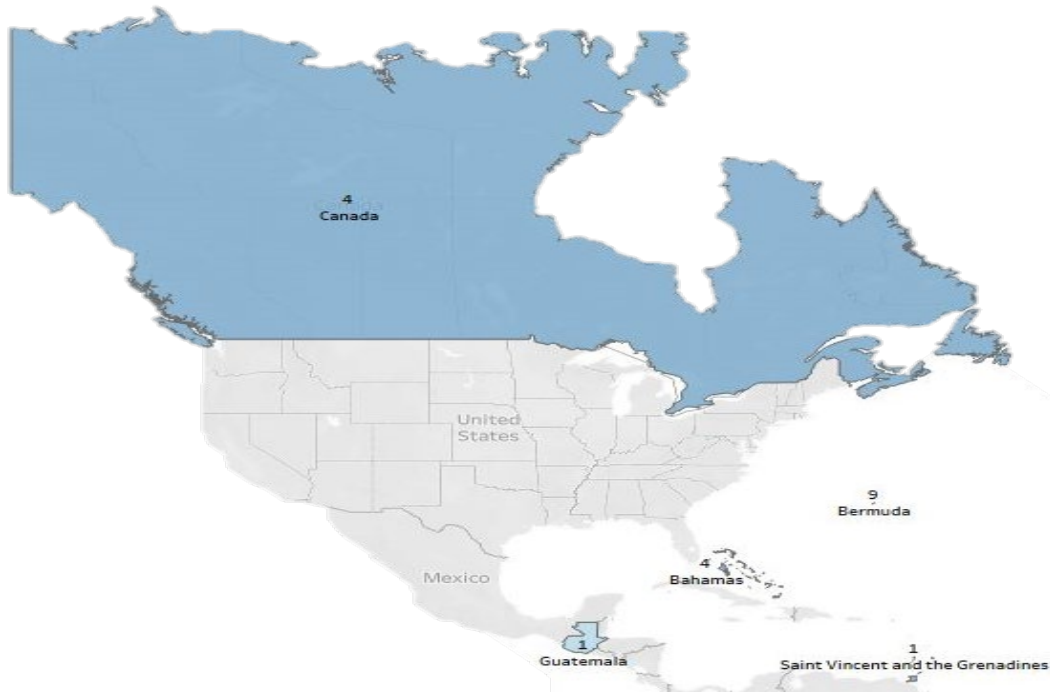 4
Canada
United
States
9
Bermuda
4
Bahamas
Mexico
1
Guatemala
1
Saint Vincent and the Grenadines